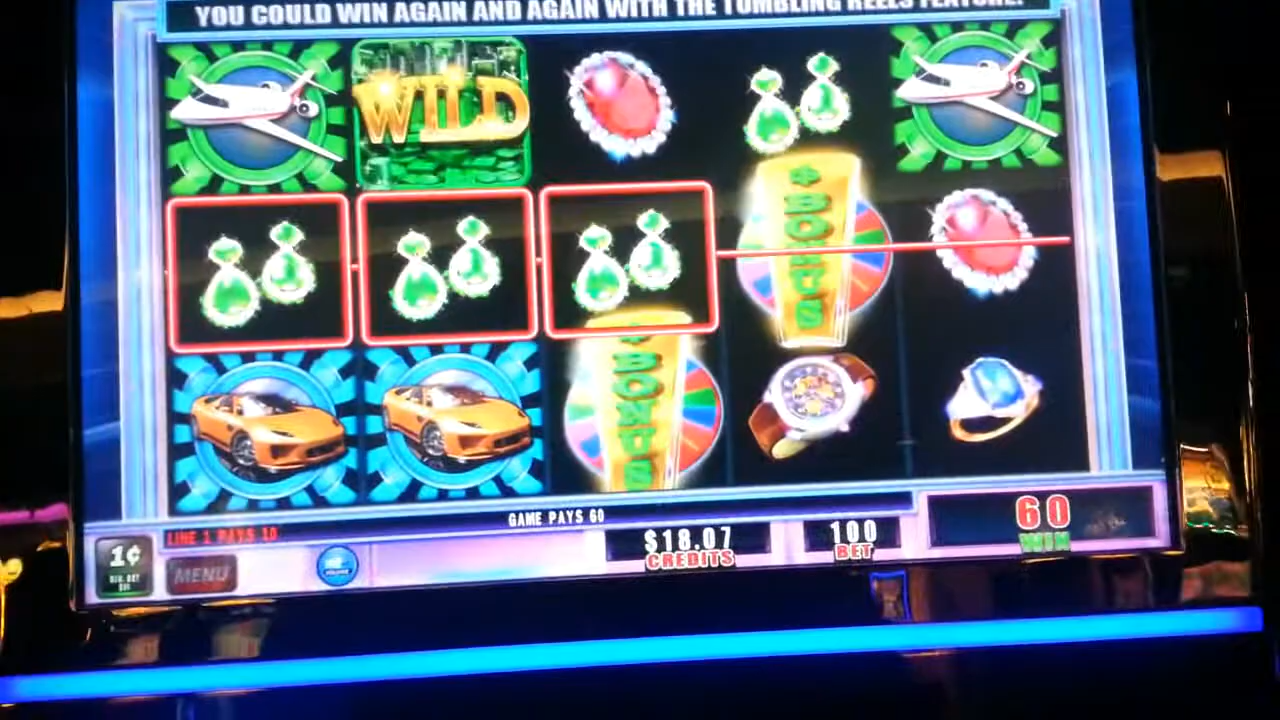 YOU COULD WIN AGAIN AND AGAIN WITH THE TUMBLING REELS FEATURE!
WILD
BONUS
BONUS
GAME PAYS 60
LINE 1 PAYS 10
$18.07
CREDITS
100
BET
60
WIN
1¢
MENU
VOLUME